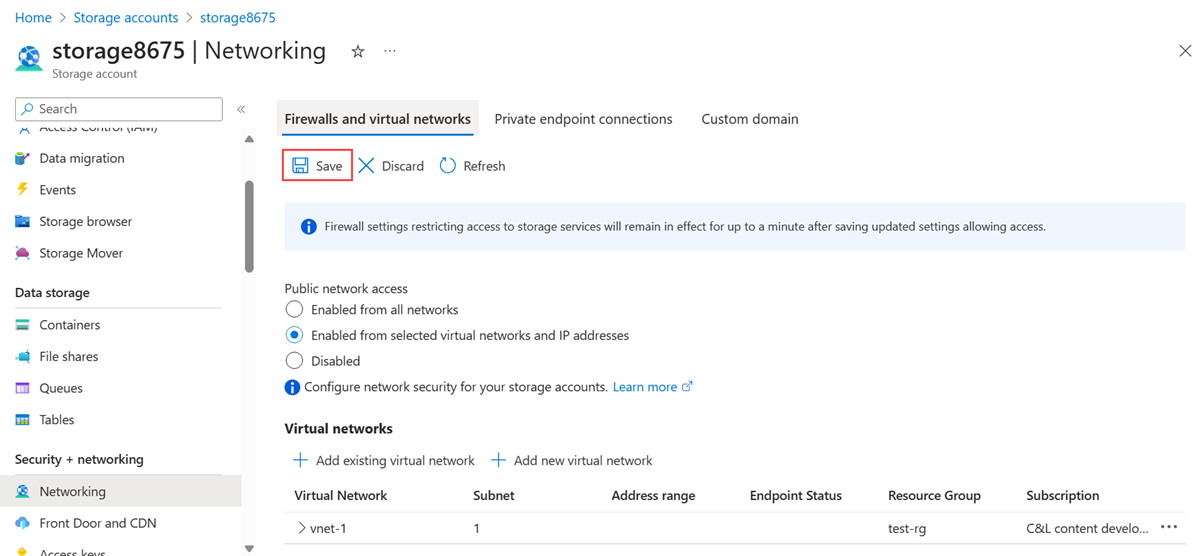 Home > Storage accounts > storage8675
storage8675 | Networking ☆ ···
Storage account
Search «
Access Control (IAM)
Data migration
Events
Storage browser
Storage Mover
Data storage
Containers
File shares
Queues
Tables
Security + networking
Networking
Front Door and CDN
Access keys
Firewalls and virtual networks Private endpoint connections Custom domain
Save Discard Refresh
Firewall settings restricting access to storage services will remain in effect for up to a minute after saving updated settings allowing access.
Public network access
Enabled from all networks
Enabled from selected virtual networks and IP addresses
Disabled
Configure network security for your storage accounts. Learn more
Virtual networks
Add existing virtual network Add new virtual network
Virtual Network Subnet Address range Endpoint Status Resource Group Subscription
vnet-1 1 test-rg C&L content develo... ···